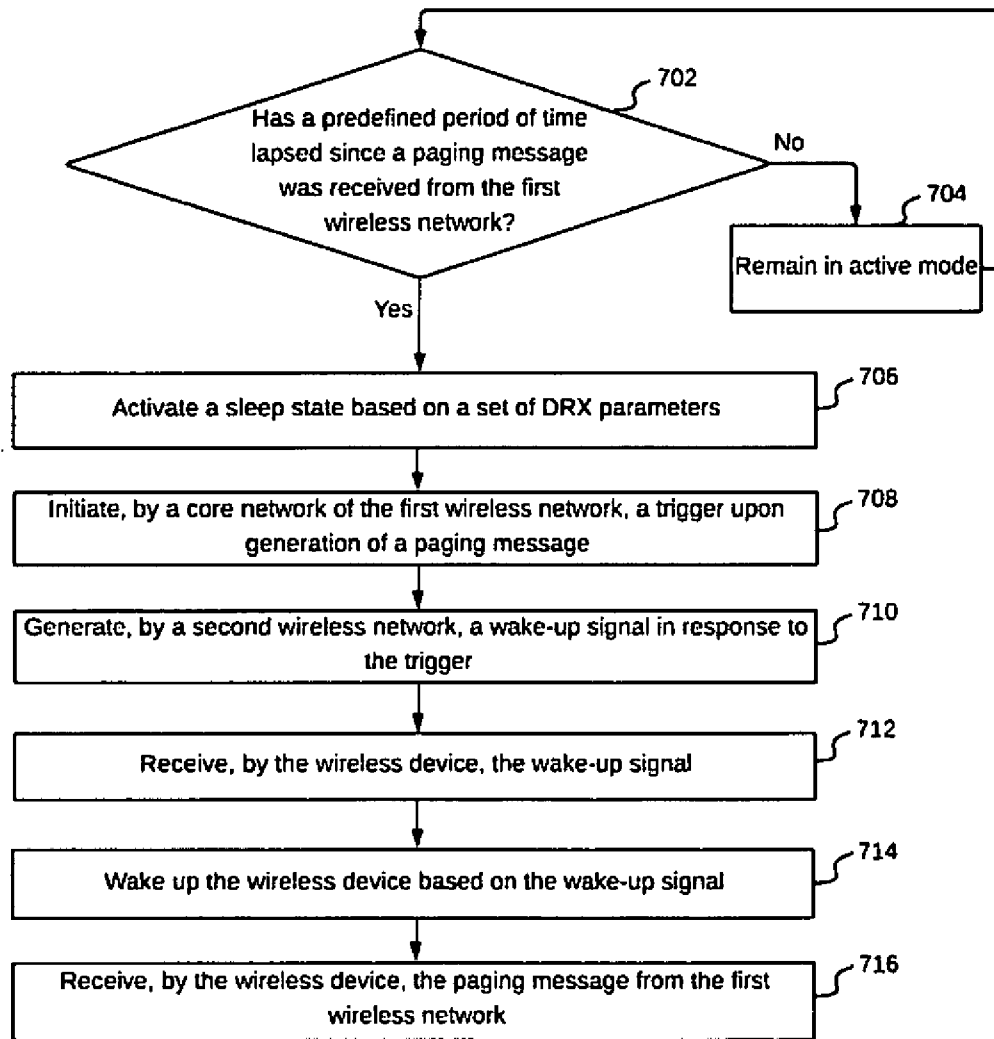 702
Has a predefined period of time
lapsed since a paging message
was received from the first
wireless network?
No
704
Remain in active mode
Yes
706
Activate a sleep state based on a set of DRX parameters
708
Initiate, by a core network of the first wireless network, a trigger upon
generation of a paging message
710
Generate, by a second wireless network, a wake-up signal in response to
the trigger
712
Receive, by the wireless device, the wake-up signal
714
Wake up the wireless device based on the wake-up signal
716
Receive, by the wireless device, the paging message from the first
wireless network